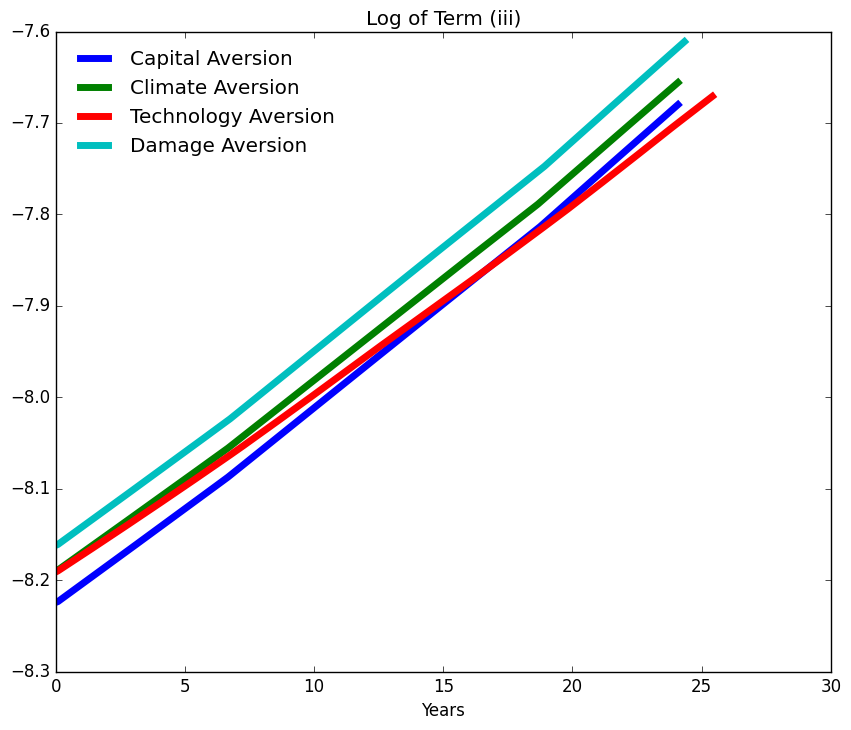 Log of Term (iii)
−7.6
−7.7
−7.8
−7.9
−8.0
−8.1
−8.2
−8.3
Capital Aversion
Climate Aversion
Technology Aversion
Damage Aversion
0 5 10 15 20 25 30
Years